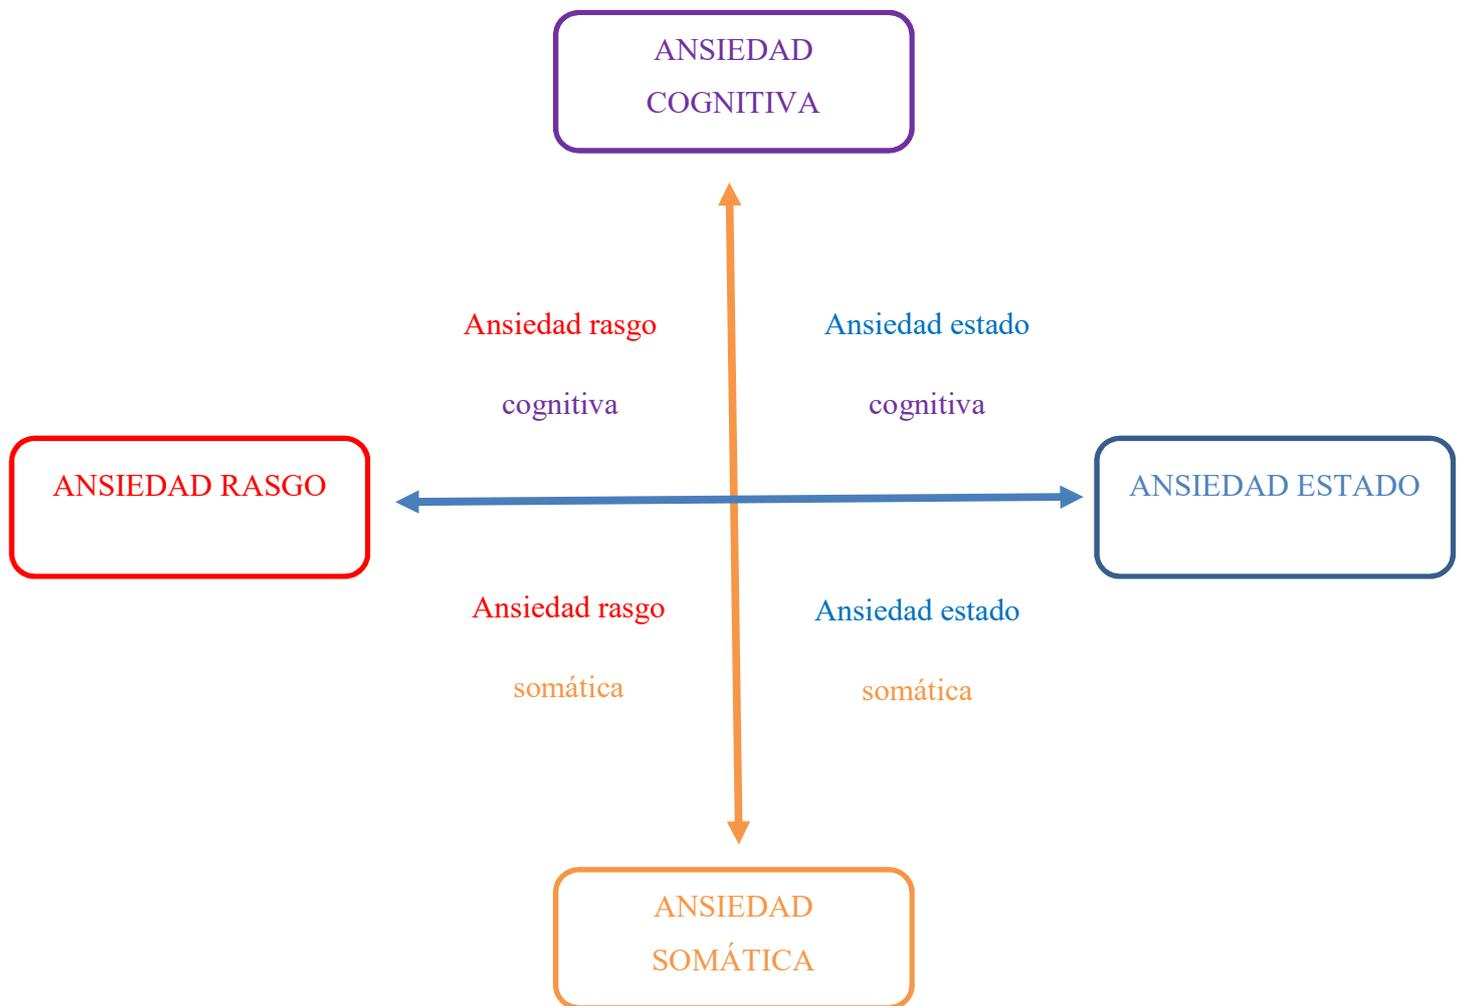 ANSIEDAD
COGNITIVA
Ansiedad rasgo
cognitiva
Ansiedad estado
cognitiva
ANSIEDAD RASGO
ANSIEDAD ESTADO
Ansiedad rasgo
somática
Ansiedad estado
somática
ANSIEDAD
SOMÁTICA